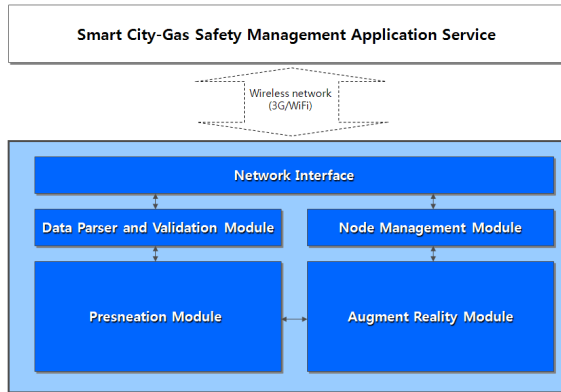 Smart City-Gas Safety Management Application Service
Wireless network
(3G/WiFi)
Network Interface
Data Parser and Validation Module
Node Management Module
Presneation Module
Augment Reality Module